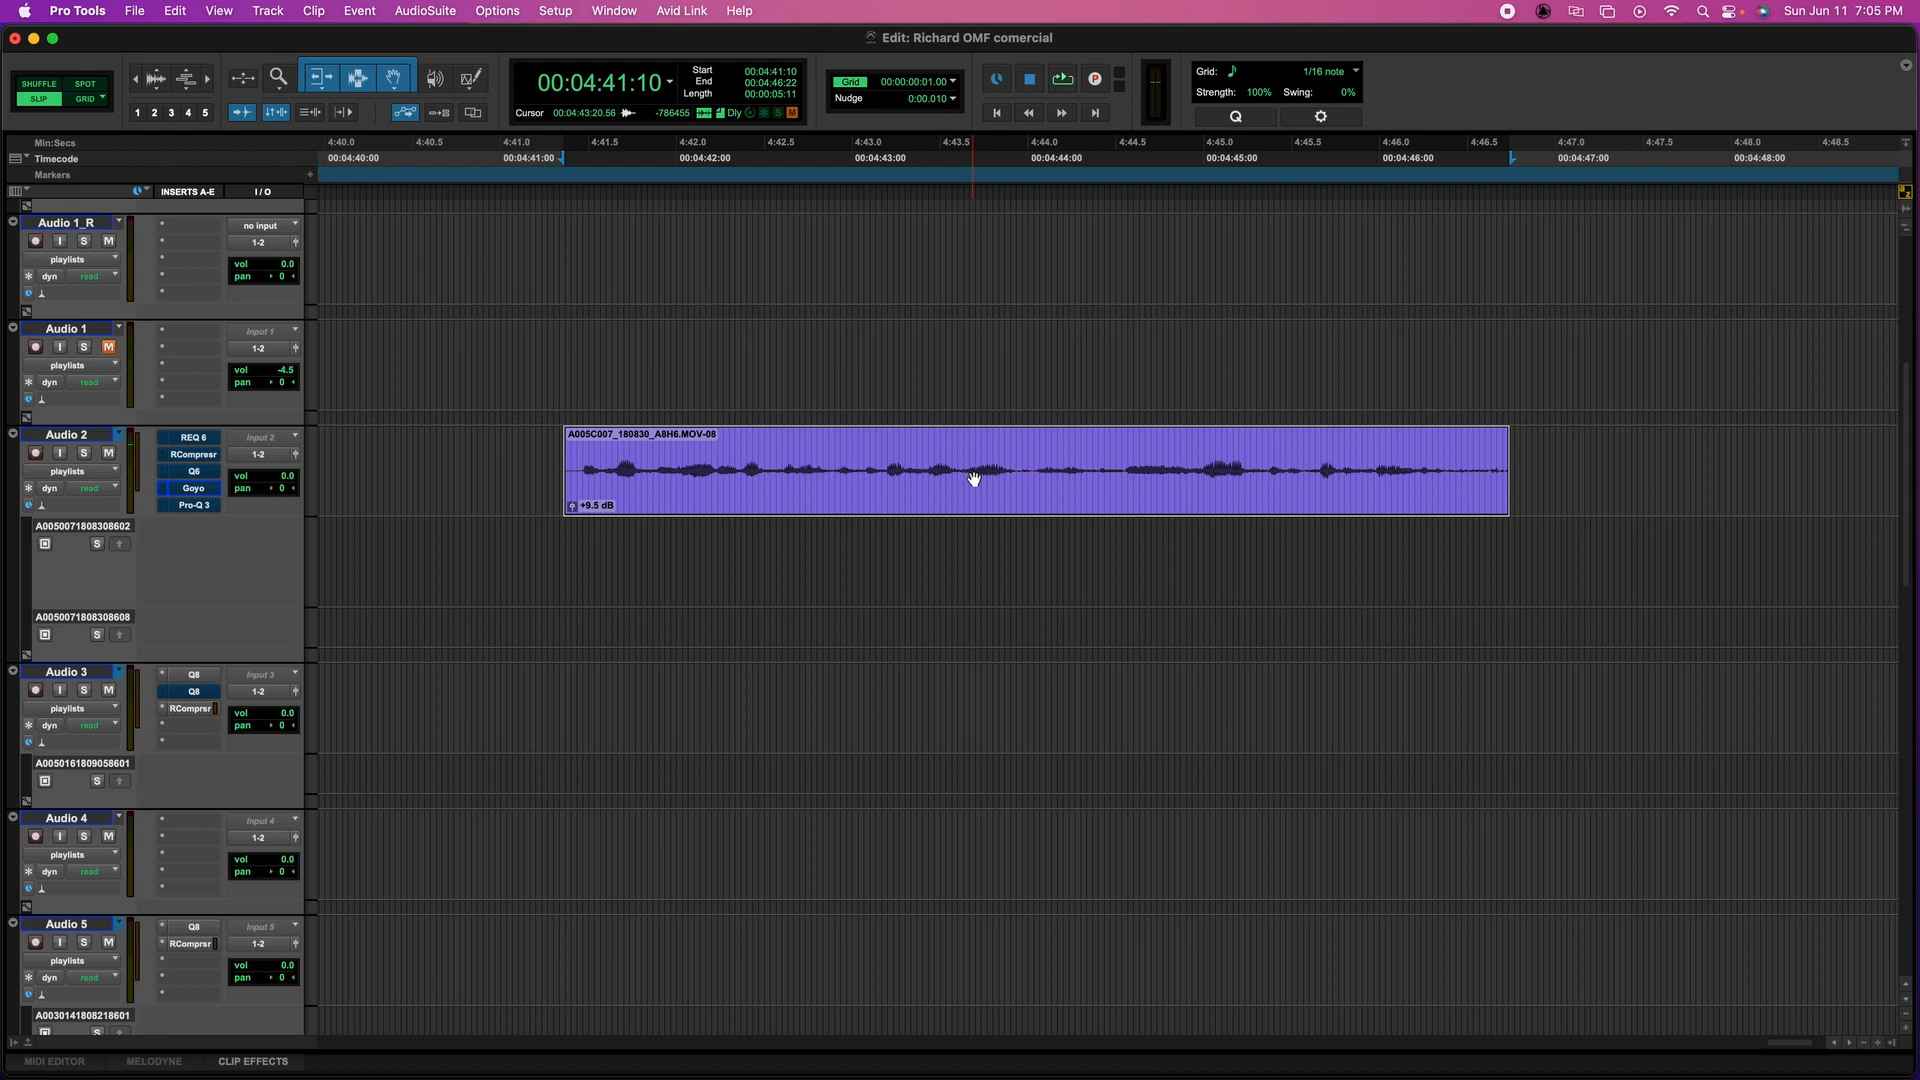 Pro Tools File Edit View Track Clip Event AudioSuite Options Setup Window Avid Link Help Sun Jun 11 7:05 PM
Edit: Richard OMF comercial
SHUFFLE SPOT
SLIP GRID
1 2 3 4 5
00:04:41:10
Start 00:04:41:10
End 00:04:46:22
Length 00:00:05:11
Cursor 00:04:43:20.56 -786455 Dly S M
Grid 00:00:00:01.00
Nudge 0:00.010
P
Grid: 1/16 note
Strength: 100% Swing: 0%
Q
Min:Secs 4:40.0 4:40.5 4:41.0 4:41.5 4:42.0 4:42.5 4:43.0 4:43.5 4:44.0 4:44.5 4:45.0 4:45.5 4:46.0 4:46.5 4:47.0 4:47.5 4:48.0 4:48.5
Timecode 00:04:40:00 00:04:41:00 00:04:42:00 00:04:43:00 00:04:44:00 00:04:45:00 00:04:46:00 00:04:47:00 00:04:48:00
Markers
INSERTS A-E I / O
Audio 1_R no input
I S M 1-2
playlists vol 0.0
dyn read pan 0
Audio 1 Input 1
I S M 1-2
playlists vol -4.5
dyn read pan 0
Audio 2 REQ 6 Input 2 A005C007_180830_A8H6.MOV-08
I S M RCompresr 1-2
playlists Q6 vol 0.0
dyn read Goyo pan 0
Pro-Q 3 +9.5 dB
A0050071808308602
S
A0050071808308608
S
Audio 3 Q8 Input 3
I S M Q8 1-2
playlists RComprsr vol 0.0
dyn read pan 0
A0050161809058601
S
Audio 4 Input 4
I S M 1-2
playlists vol 0.0
dyn read pan 0
Audio 5 Q8 Input 5
I S M RComprsr 1-2
playlists vol 0.0
dyn read pan 0
A0030141808218601
S
MIDI EDITOR MELODYNE CLIP EFFECTS